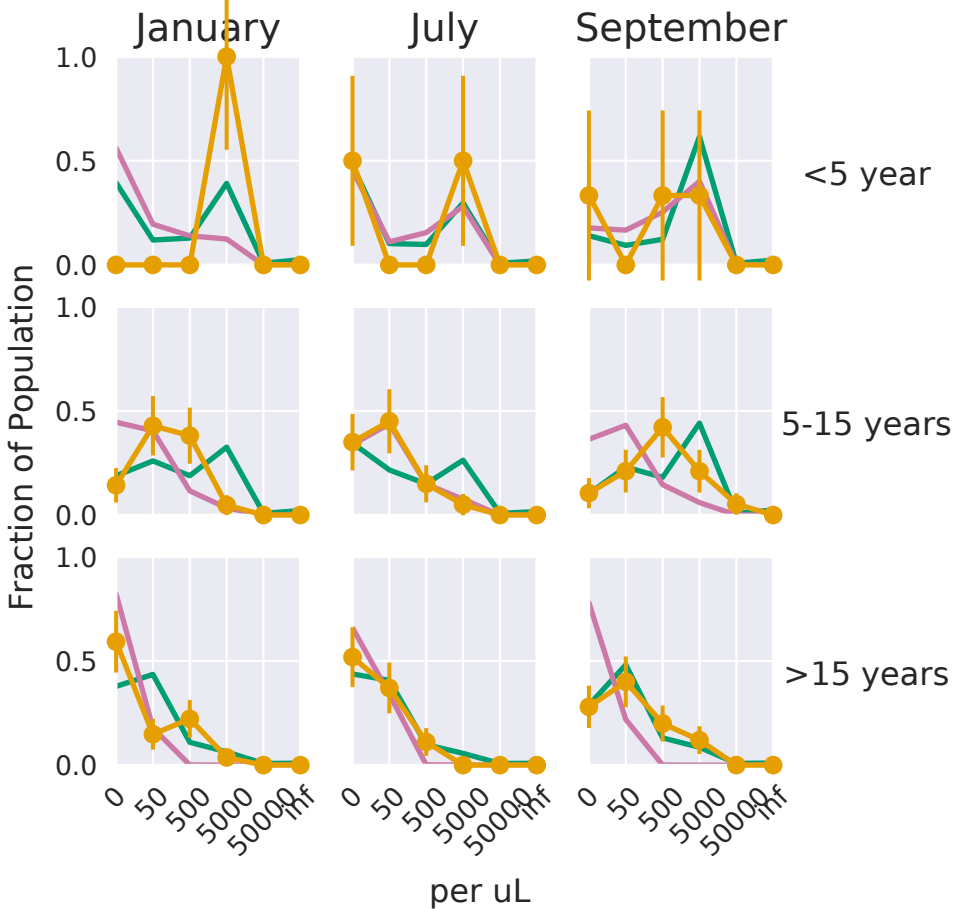 January July September
1.0
0.5
0.0
<5 year
1.0
0.5
0.0
5-15 years
1.0
0.5
0.0
>15 years
Fraction of Population
0 50 500 5000 50000 inf
0 50 500 5000 50000 inf
0 50 500 5000 50000 inf
per uL